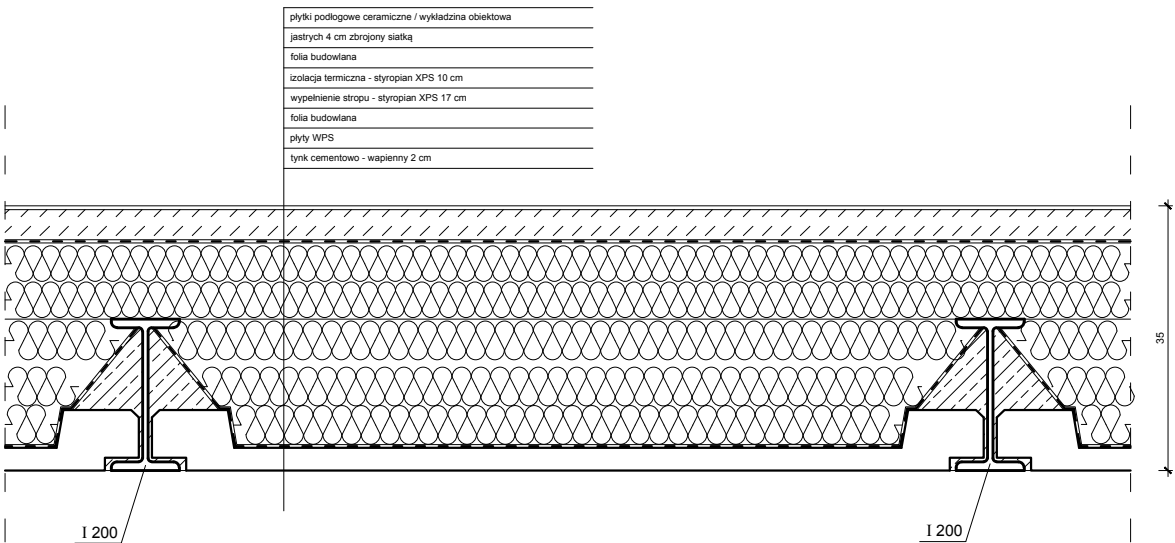 płytki podłogowe ceramiczne / wykładzina obiektowa
jastrych 4 cm zbrojony siatką
folia budowlana
izolacja termiczna - styropian XPS 10 cm
wypełnienie stropu - styropian XPS 17 cm
folia budowlana
płyty WPS
tynk cementowo - wapienny 2 cm
35
I 200
I 200